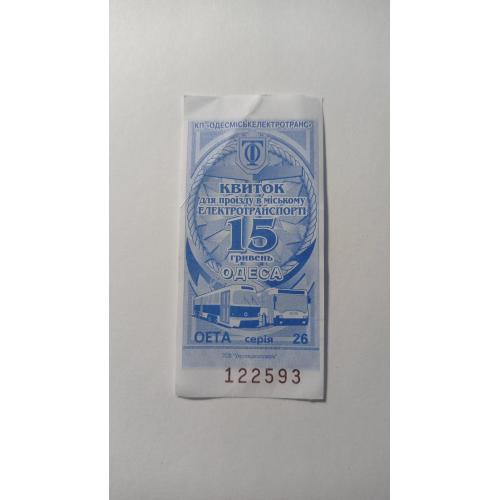 КП «ОДЕСМІСЬКЕЛЕКТРОТРАНС»
КВИТОК
для проїзду в міському
ЕЛЕКТРОТРАНСПОРТІ
15
гривень
ОДЕСА
ОЕТА серія 26
122593